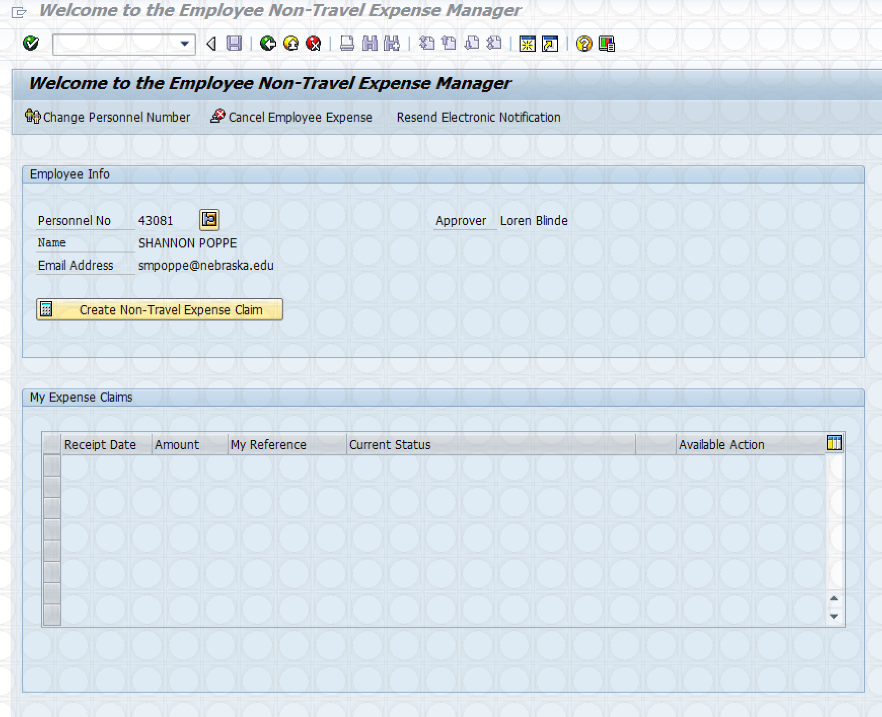 Welcome to the Employee Non-Travel Expense Manager
Welcome to the Employee Non-Travel Expense Manager
Change Personnel Number Cancel Employee Expense Resend Electronic Notification
Employee Info
Personnel No 43081 Approver Loren Blinde
Name SHANNON POPPE
Email Address smpoppe@nebraska.edu
Create Non-Travel Expense Claim
My Expense Claims
Receipt Date Amount My Reference Current Status Available Action